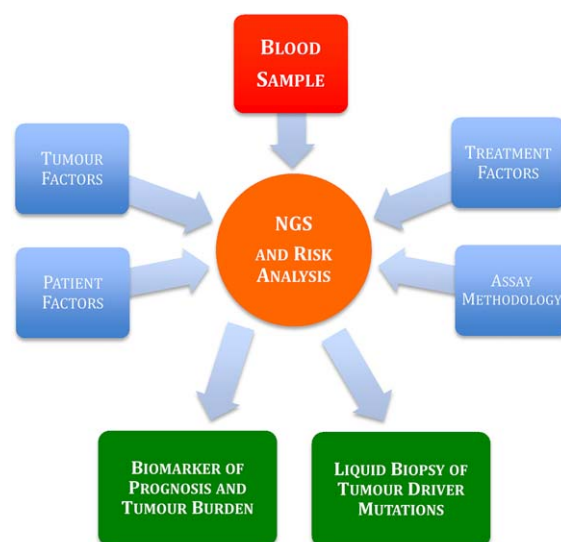 BLOOD
SAMPLE
TUMOUR
FACTORS
TREATMENT
FACTORS
NGS
AND RISK
ANALYSIS
PATIENT
FACTORS
ASSAY
METHODOLOGY
BIOMARKER OF
PROGNOSIS AND
TUMOUR BURDEN
LIQUID BIOPSY OF
TUMOUR DRIVER
MUTATIONS